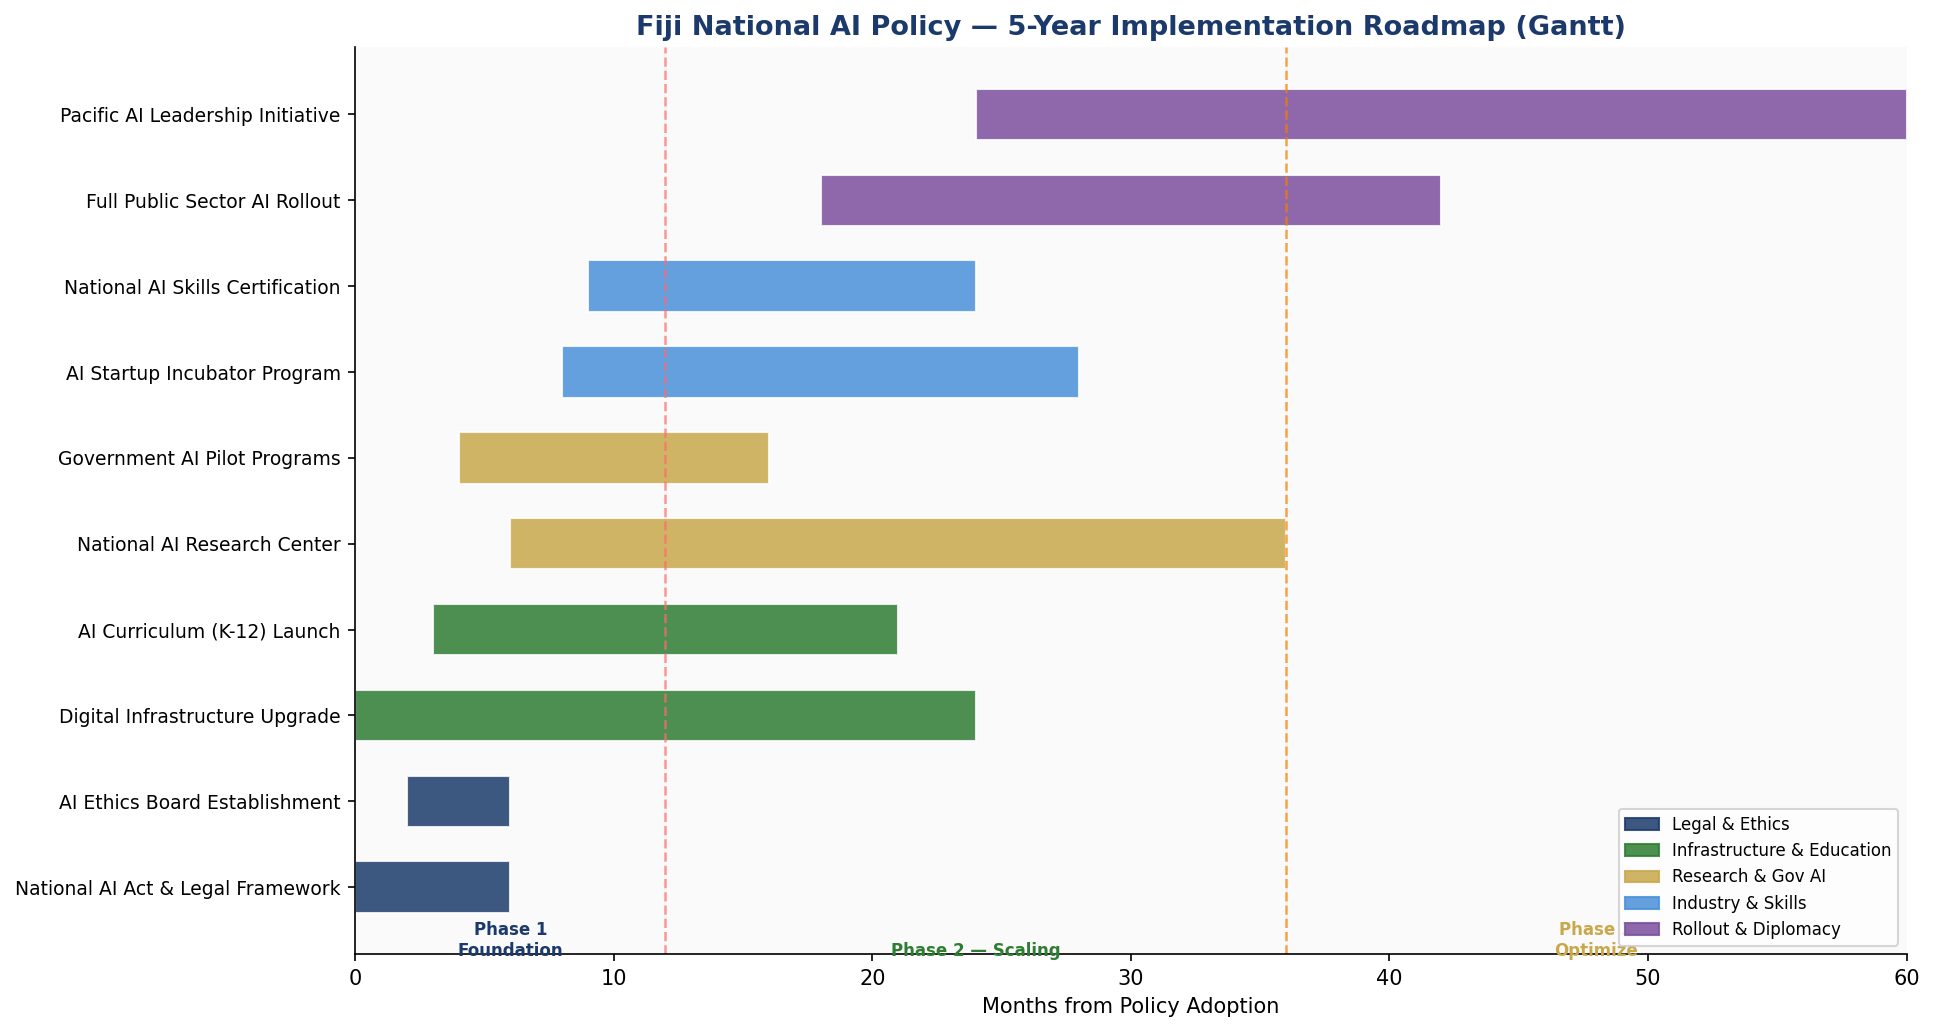 Fiji National AI Policy — 5-Year Implementation Roadmap (Gantt)
Pacific AI Leadership Initiative
Full Public Sector AI Rollout
National AI Skills Certification
AI Startup Incubator Program
Government AI Pilot Programs
National AI Research Center
AI Curriculum (K-12) Launch
Digital Infrastructure Upgrade
AI Ethics Board Establishment
National AI Act & Legal Framework
Legal & Ethics
Infrastructure & Education
Research & Gov AI
Industry & Skills
Rollout & Diplomacy
Phase 1
Foundation
Phase 2 — Scaling
Phase
Optimize
0 10 20 30 40 50 60
Months from Policy Adoption